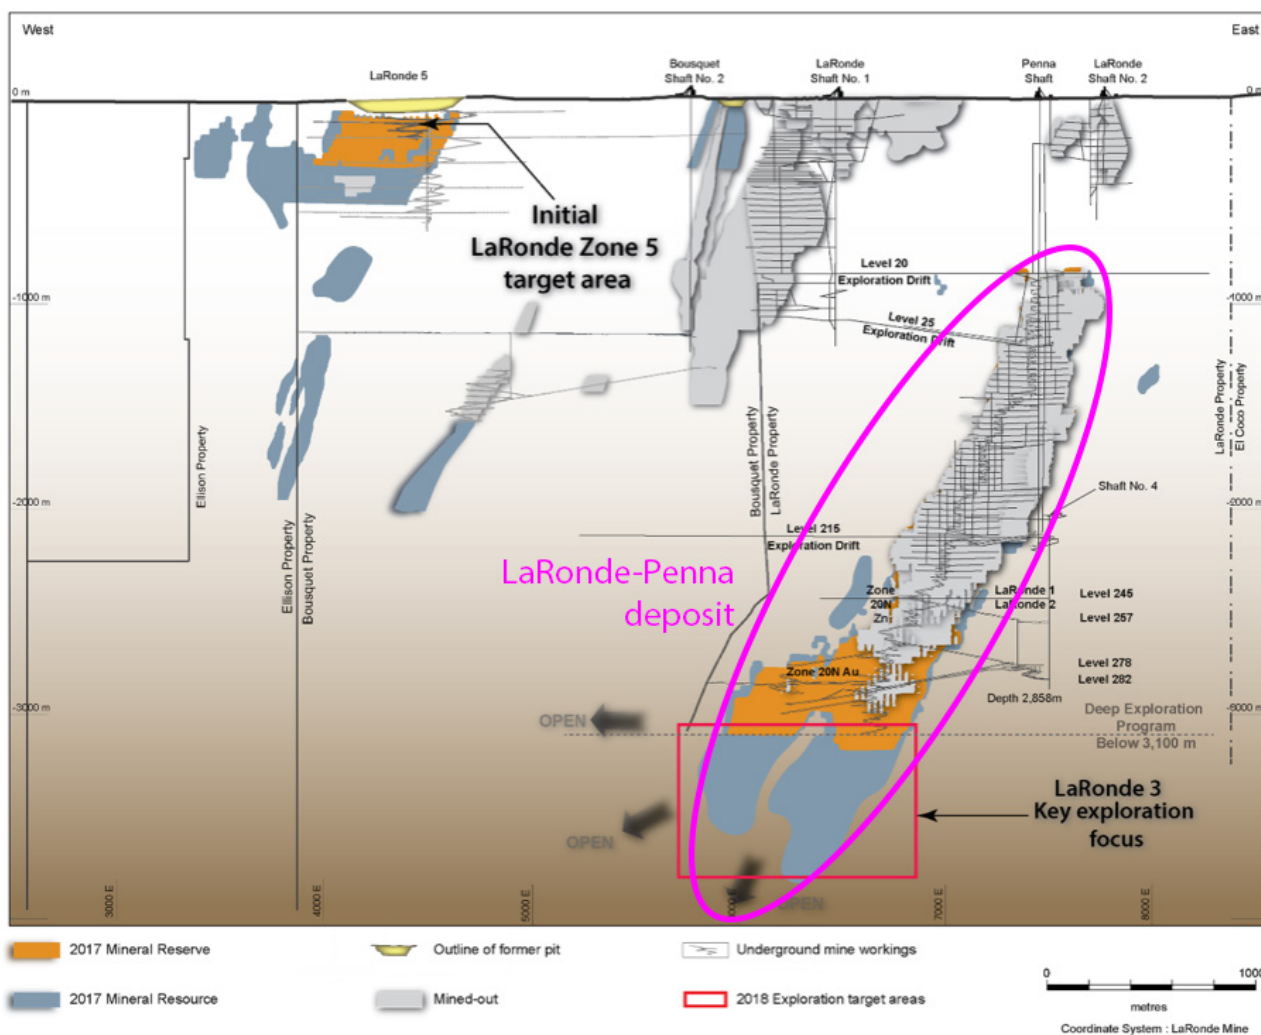 West
East
LaRonde 5
Bousquet
Shaft No. 2
LaRonde
Shaft No. 1
Penna
Shaft
LaRonde
Shaft No. 2
0 m
0 m
Initial
LaRonde Zone 5
target area
Level 20
Exploration Drift
-1000 m
-1000 m
Level 25
Exploration Drift
LaRonde Property
El Coco Property
Ellison Property
Bousquet Property
LaRonde Property
-2000 m
-2000 m
Shaft No. 4
Level 215
Exploration Drift
Ellison Property
Bousquet Property
LaRonde-Penna
deposit
Zone
20N
Zn
LaRonde 1
LaRonde 2
Level 245
Level 257
Zone 20N Au
Level 278
Level 282
Depth 2,858m
-3000 m
-3000 m
OPEN
Deep Exploration
Program
Below 3,100 m
LaRonde 3
Key exploration
focus
OPEN
OPEN
3000 E
4000 E
5000 E
7000 E
8000 E
2017 Mineral Reserve
Outline of former pit
Underground mine workings
2017 Mineral Resource
Mined-out
2018 Exploration target areas
0
1000
metres
Coordinate System : LaRonde Mine